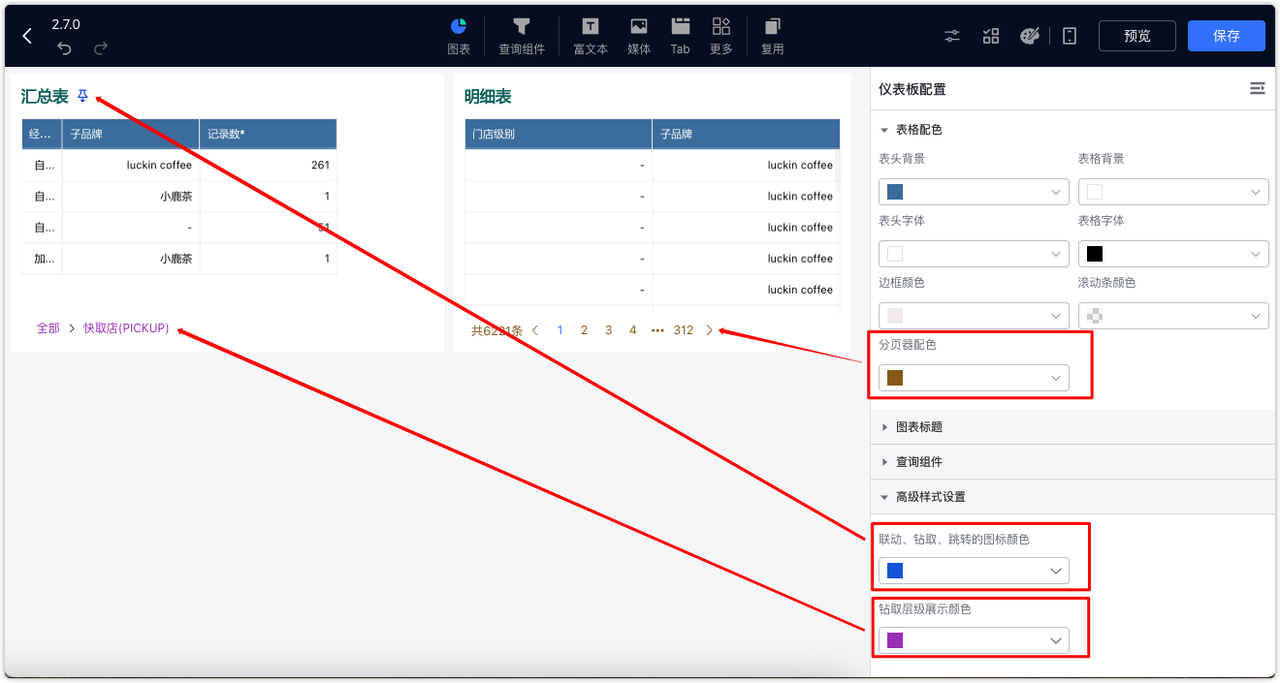 2.7.0
图表
查询组件
富文本
媒体
Tab
更多
复用
预览
保存
汇总表
经... 子品牌 记录数*
自... luckin coffee 261
自... 小鹿茶 1
自... - 51
加... 小鹿茶 1
全部 > 快取店(PICKUP)
明细表
门店级别 子品牌
- luckin coffee
- luckin coffee
- luckin coffee
- luckin coffee
- luckin coffee
共6221条 < 1 2 3 4 ••• 312 >
仪表板配置
表格配色
表头背景 表格背景
表头字体 表格字体
边框颜色 滚动条颜色
分页器配色
图表标题
查询组件
高级样式设置
联动、钻取、跳转的图标颜色
钻取层级展示颜色